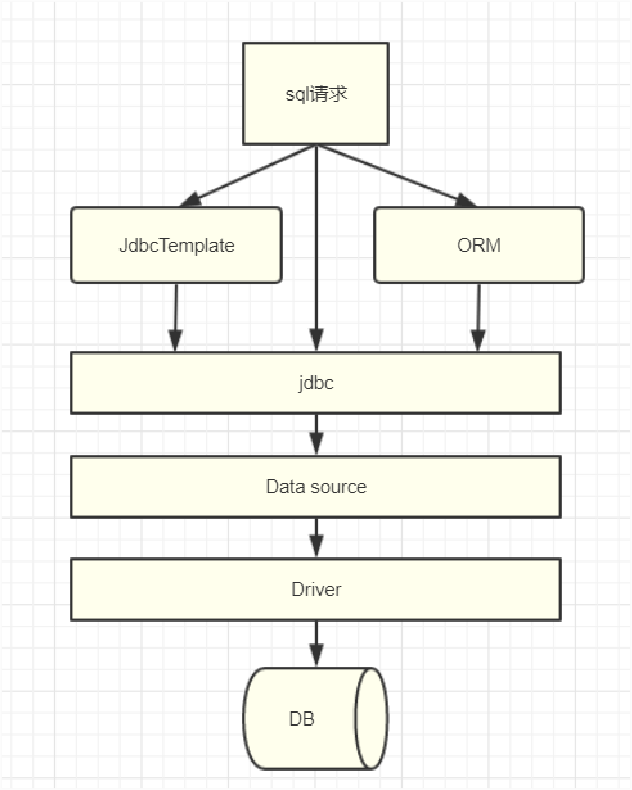 sql请求
JdbcTemplate
ORM
jdbc
Data source
Driver
DB